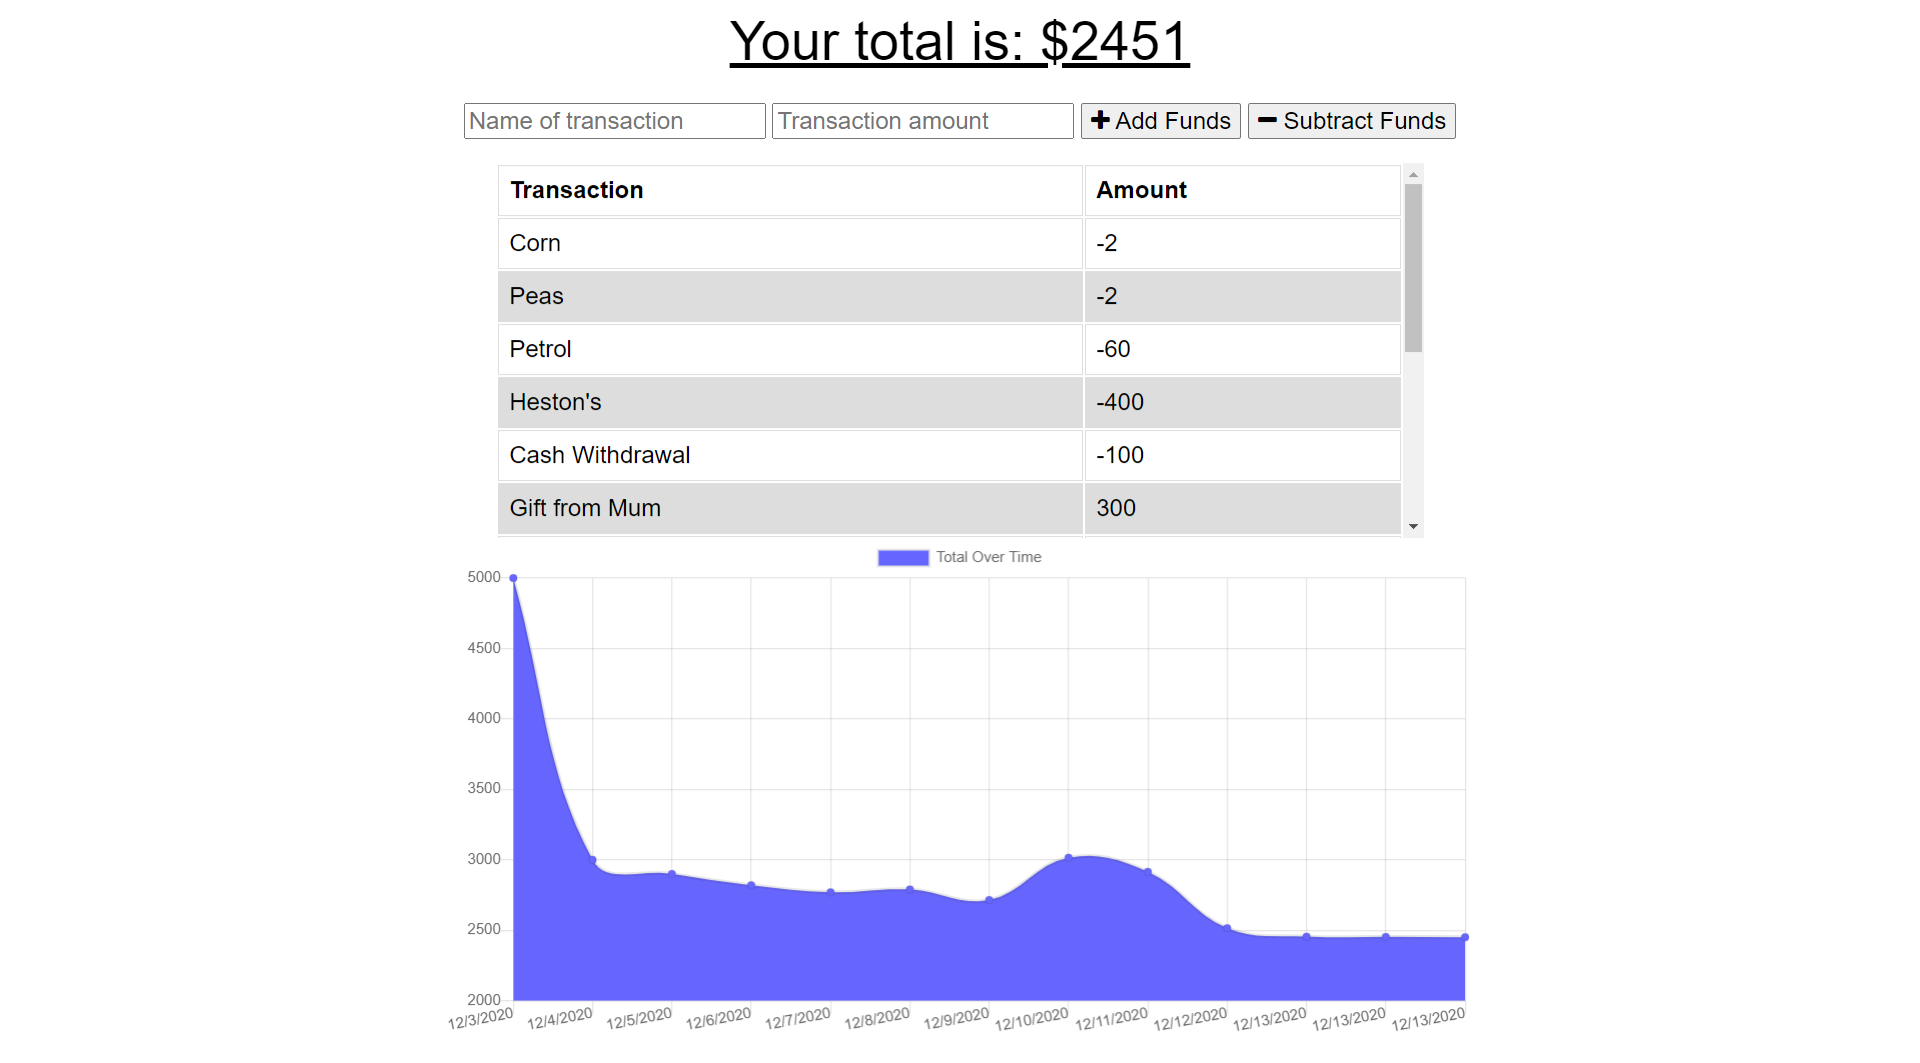 Your total is: $2451
Name of transaction Transaction amount Add Funds Subtract Funds
Transaction Amount
Corn -2
Peas -2
Petrol -60
Heston's -400
Cash Withdrawal -100
Gift from Mum 300
Total Over Time
5000
4500
4000
3500
3000
2500
2000
12/3/2020 12/4/2020 12/5/2020 12/6/2020 12/7/2020 12/8/2020 12/9/2020 12/10/2020 12/11/2020 12/12/2020 12/13/2020 12/13/2020 12/13/2020